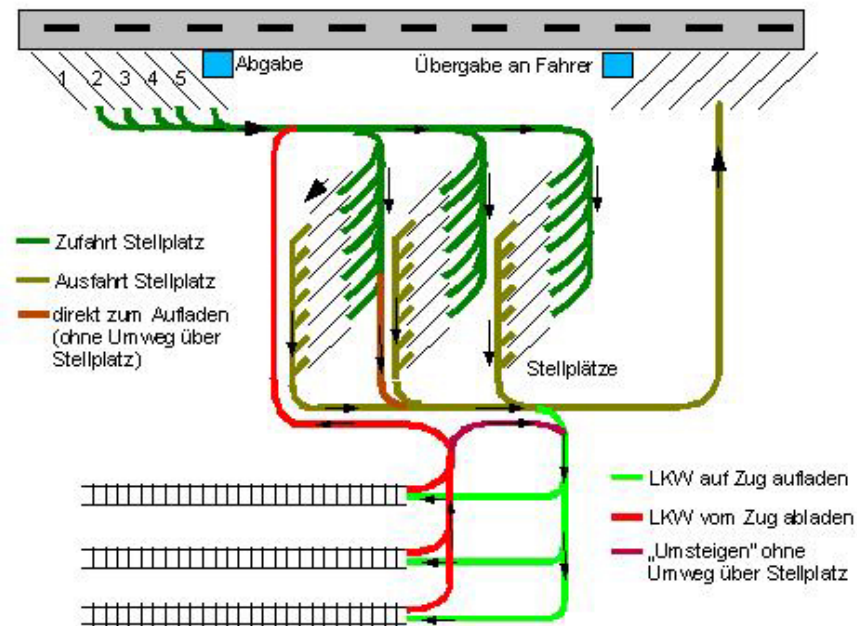 Abgabe
Übergabe an Fahrer
1 2 3 4 5
Zufahrt Stellplatz
Ausfahrt Stellplatz
direkt zum Aufladen
(ohne Umweg über
Stellplatz)
Stellplätze
LKW auf Zug aufladen
LKW vom Zug abladen
„Umsteigen" ohne
Umweg über Stellplatz